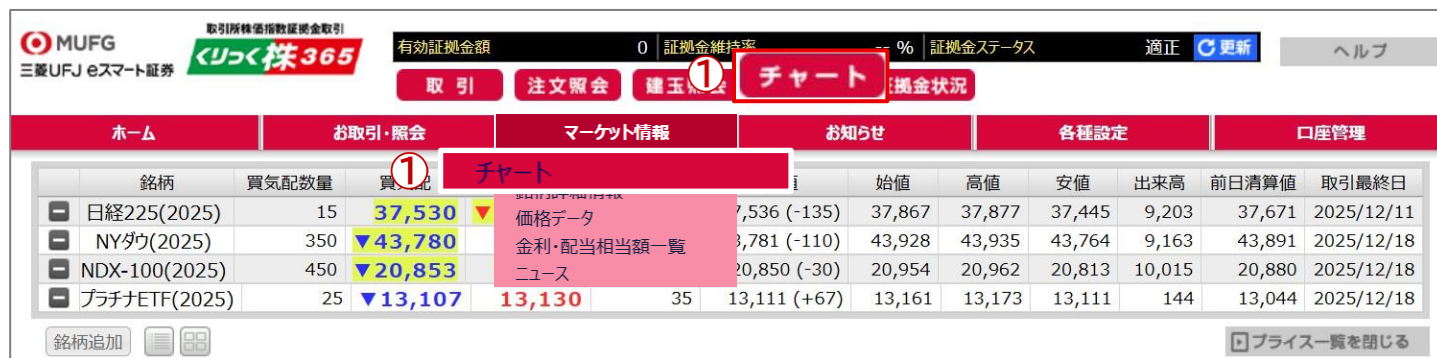 取引所株価指数証拠金取引
MUFG くりっく株365
三菱UFJ eスマート証券
有効証拠金額 0 証拠金維持率 -- % 証拠金ステータス 適正 更新 ヘルプ
取引 注文照会 建玉照会 ① チャート 証拠金状況
ホーム お取引・照会 マーケット情報 お知らせ 各種設定 口座管理
① チャート
銘柄詳細情報
価格データ
金利・配当相当額一覧
ニュース
銘柄 買気配数量 買気配 始値 高値 安値 出来高 前日清算値 取引最終日
日経225(2025) 15 37,530 ▼ 7,536 (-135) 37,867 37,877 37,445 9,203 37,671 2025/12/11
NYダウ(2025) 350 ▼43,780 3,781 (-110) 43,928 43,935 43,764 9,163 43,891 2025/12/18
NDX-100(2025) 450 ▼20,853 20,850 (-30) 20,954 20,962 20,813 10,015 20,880 2025/12/18
プラチナETF(2025) 25 ▼13,107 13,130 35 13,111 (+67) 13,161 13,173 13,111 144 13,044 2025/12/18
銘柄追加 プライス一覧を閉じる